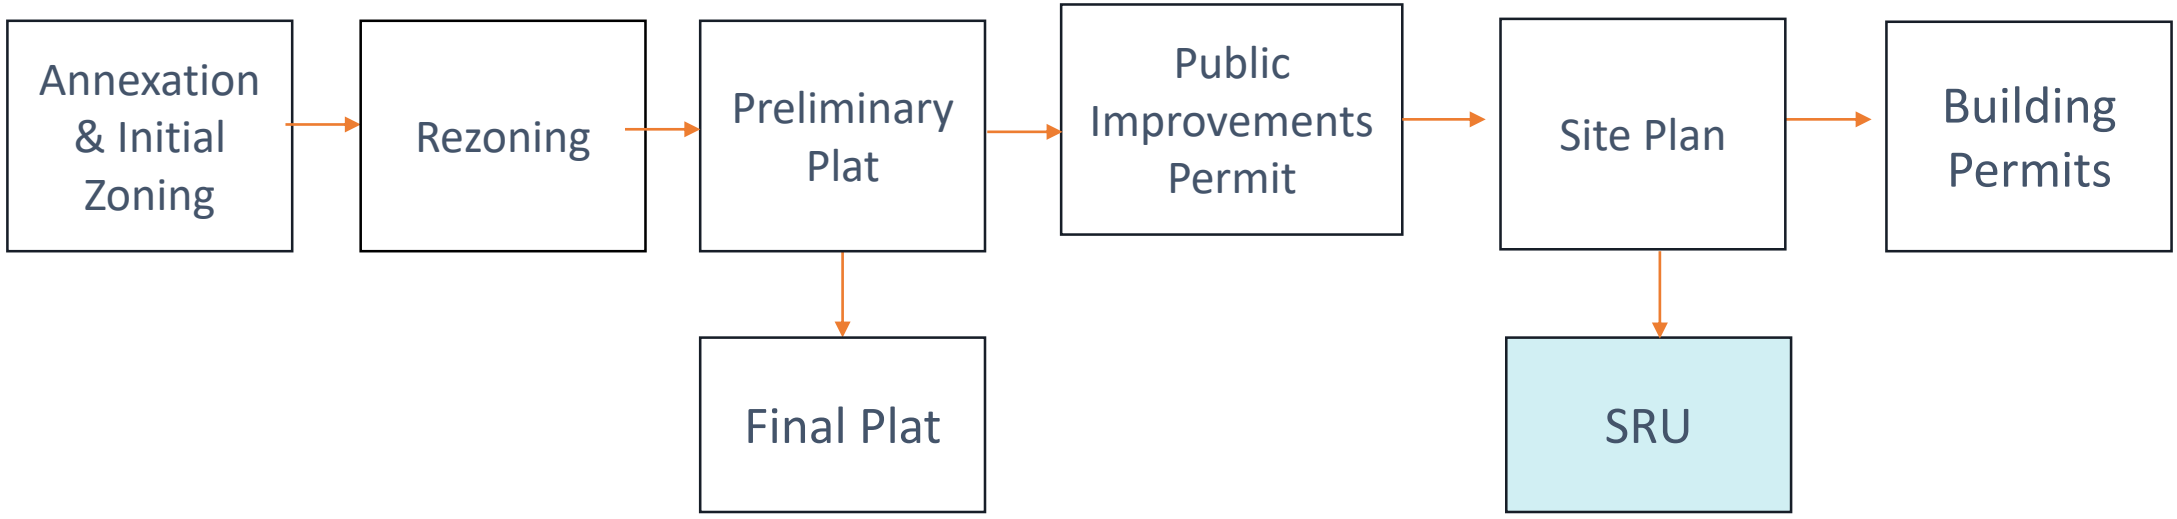 Annexation
& Initial
Zoning
Rezoning
Preliminary
Plat
Public
Improvements
Permit
Site Plan
Building
Permits
Final Plat
SRU